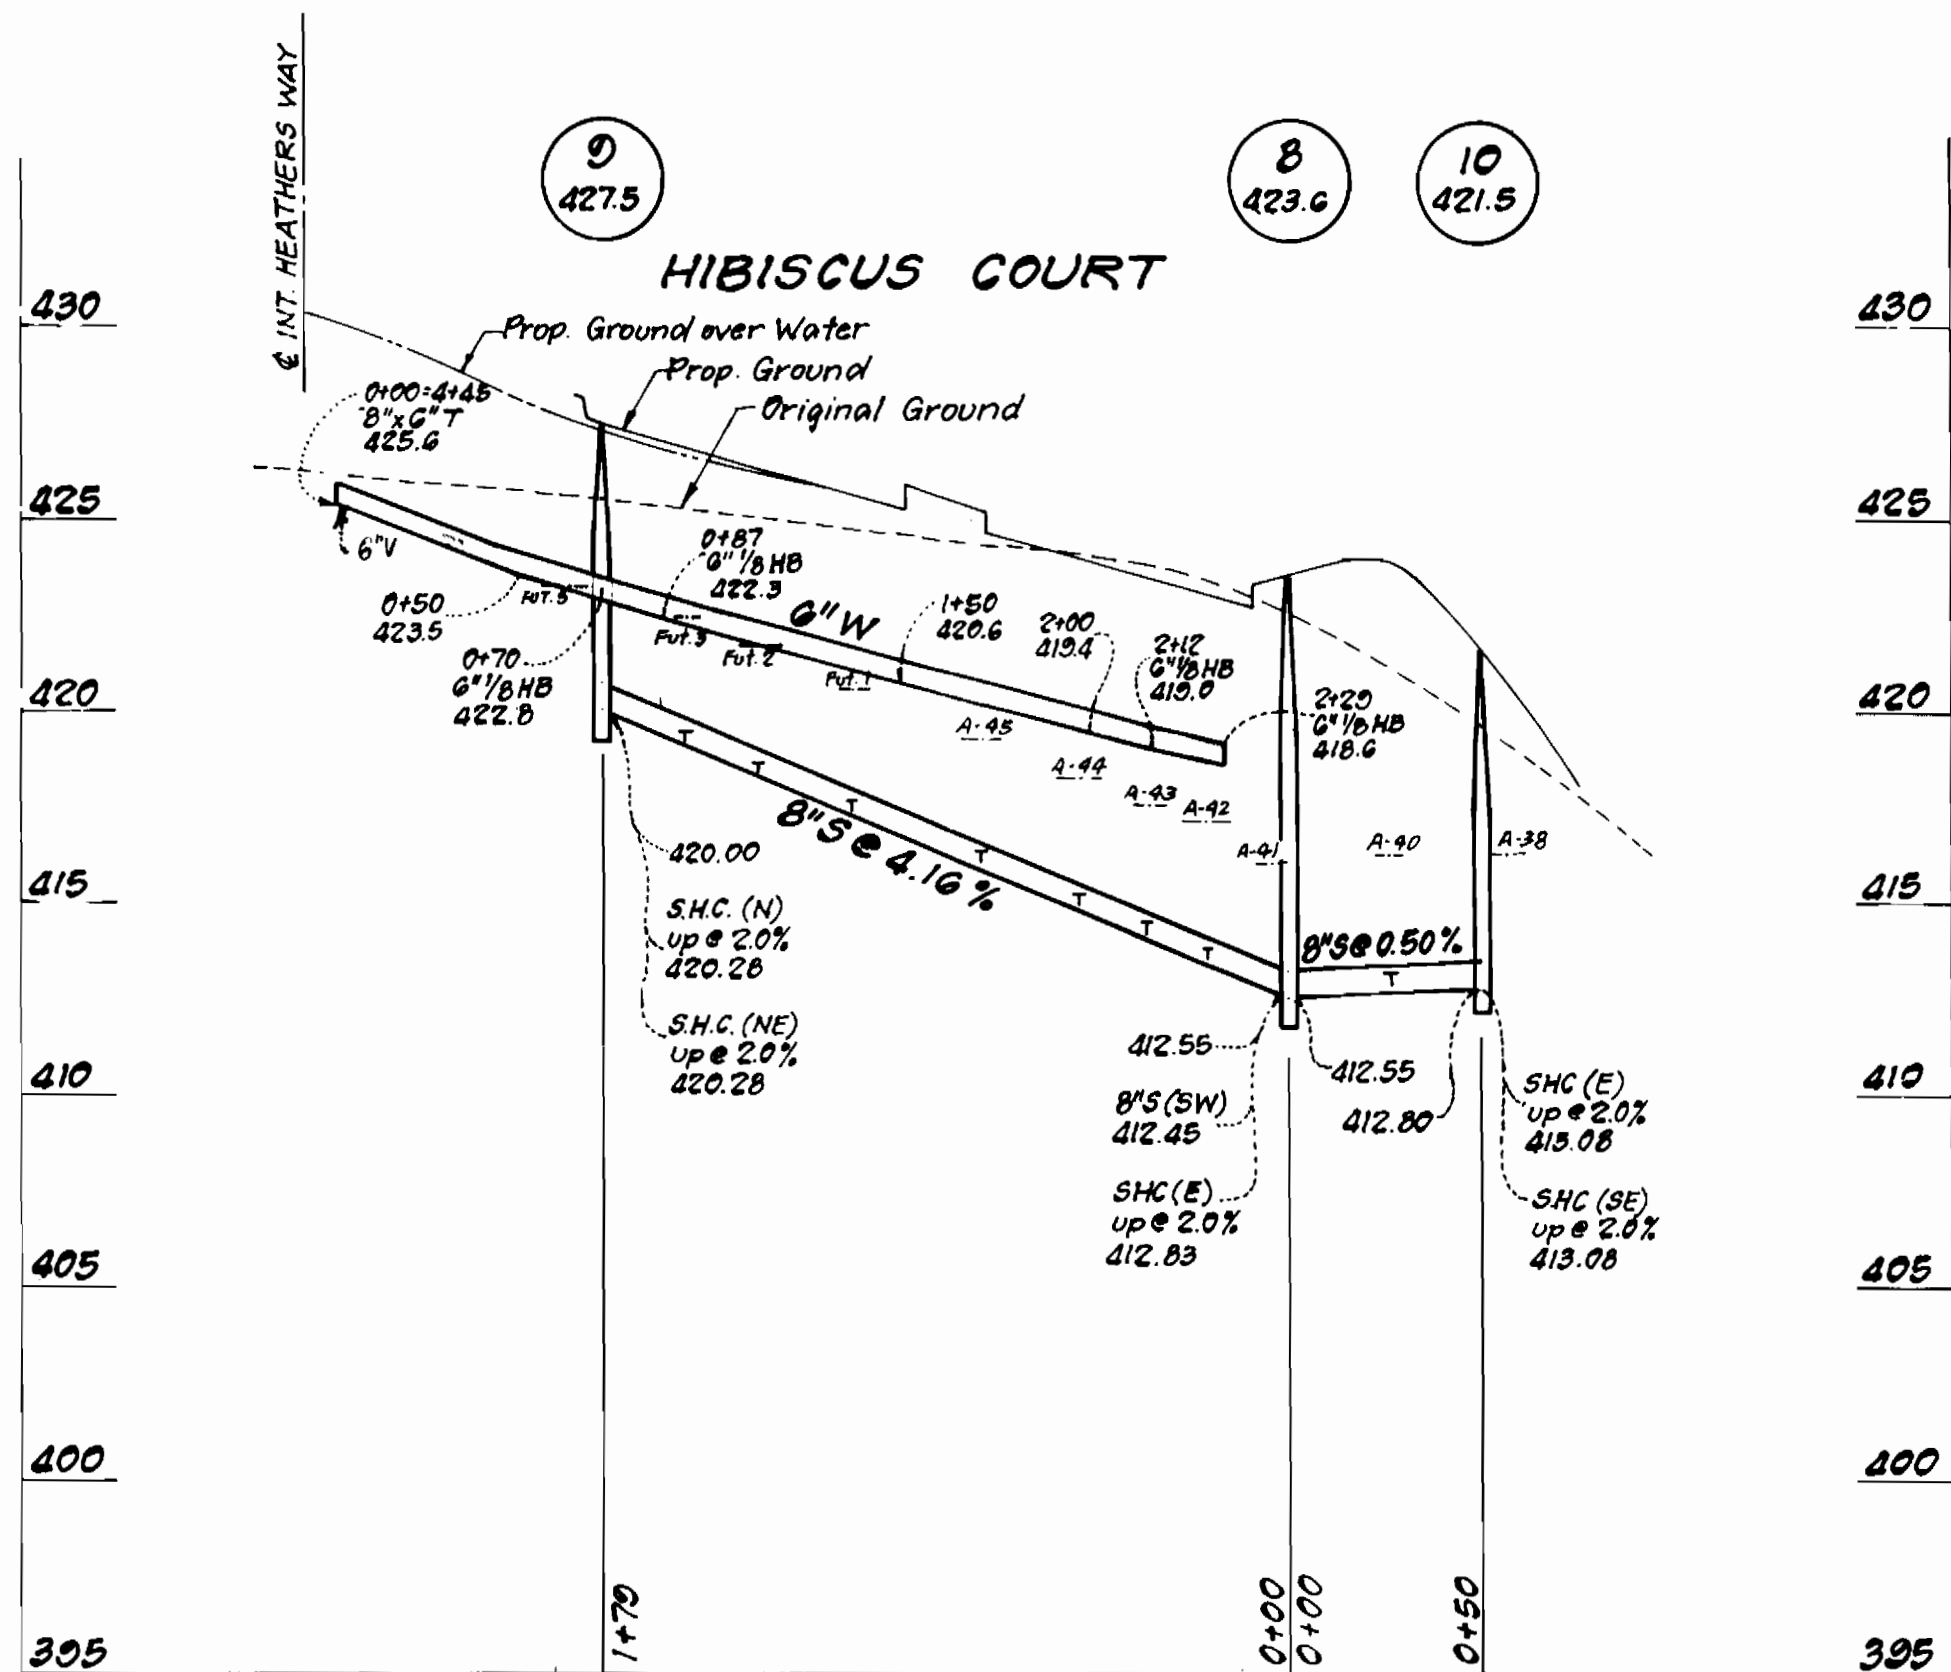 ℄ INT. HEATHERS WAY
9
427.5
8
423.6
10
421.5
HIBISCUS COURT
430
430
Prop. Ground over Water
Prop. Ground
Original Ground
0+00=4+45
8"x6" T
425.6
425
425
6"V
0+50
423.5
FUT. 5
0+70
6" 1/8 HB
422.8
0+87
6" 1/8 HB
422.3
Fut. 3
Fut. 2
Fut. 1
6" W
1+50
420.6
2+00
419.4
2+12
6" 1/8 HB
419.0
2+29
6" 1/8 HB
418.6
420
420
A-45
A-44
A-43
A-42
A-41
A-40
A-38
T
T
T
T
T
T
T
T
8"S @ 4.16 %
8"S @ 0.50 %
415
415
420.00
S.H.C. (N)
up @ 2.0%
420.28
S.H.C. (NE)
up @ 2.0%
420.28
412.55
8"S (SW)
412.45
SHC (E)
up @ 2.0%
412.83
412.55
412.80
SHC (E)
up @ 2.0%
413.08
SHC (SE)
up @ 2.0%
413.08
410
410
405
405
400
400
395
395
1+79
0+00
0+00
0+50